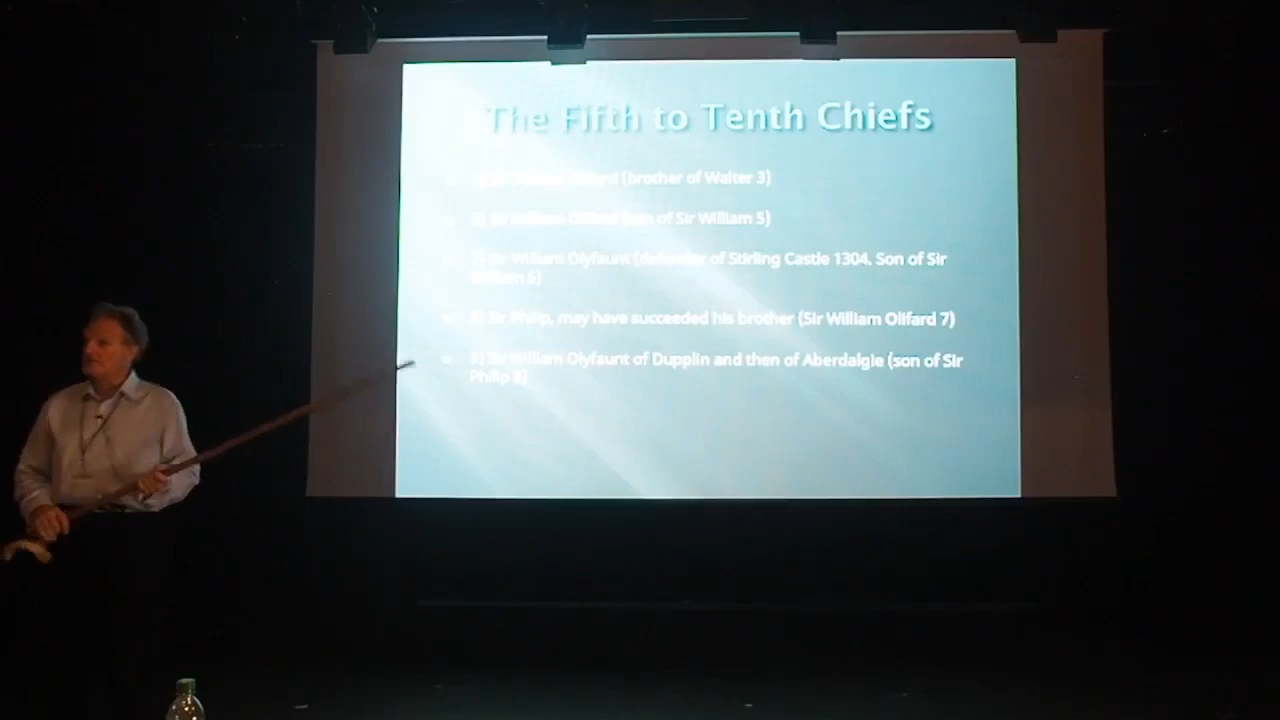 The Fifth to Tenth Chiefs
(brother of Walter 3)
Sir William Olifard (son of Sir William 5)
7) Sir William Olyfaunt (defender of Stirling Castle 1304. Son of Sir
William 6)
8) Sir Philip, may have succeeded his brother (Sir William Olifard 7)
9) Sir William Olyfaunt of Dupplin and then of Aberdalgie (son of Sir
Philip 8)